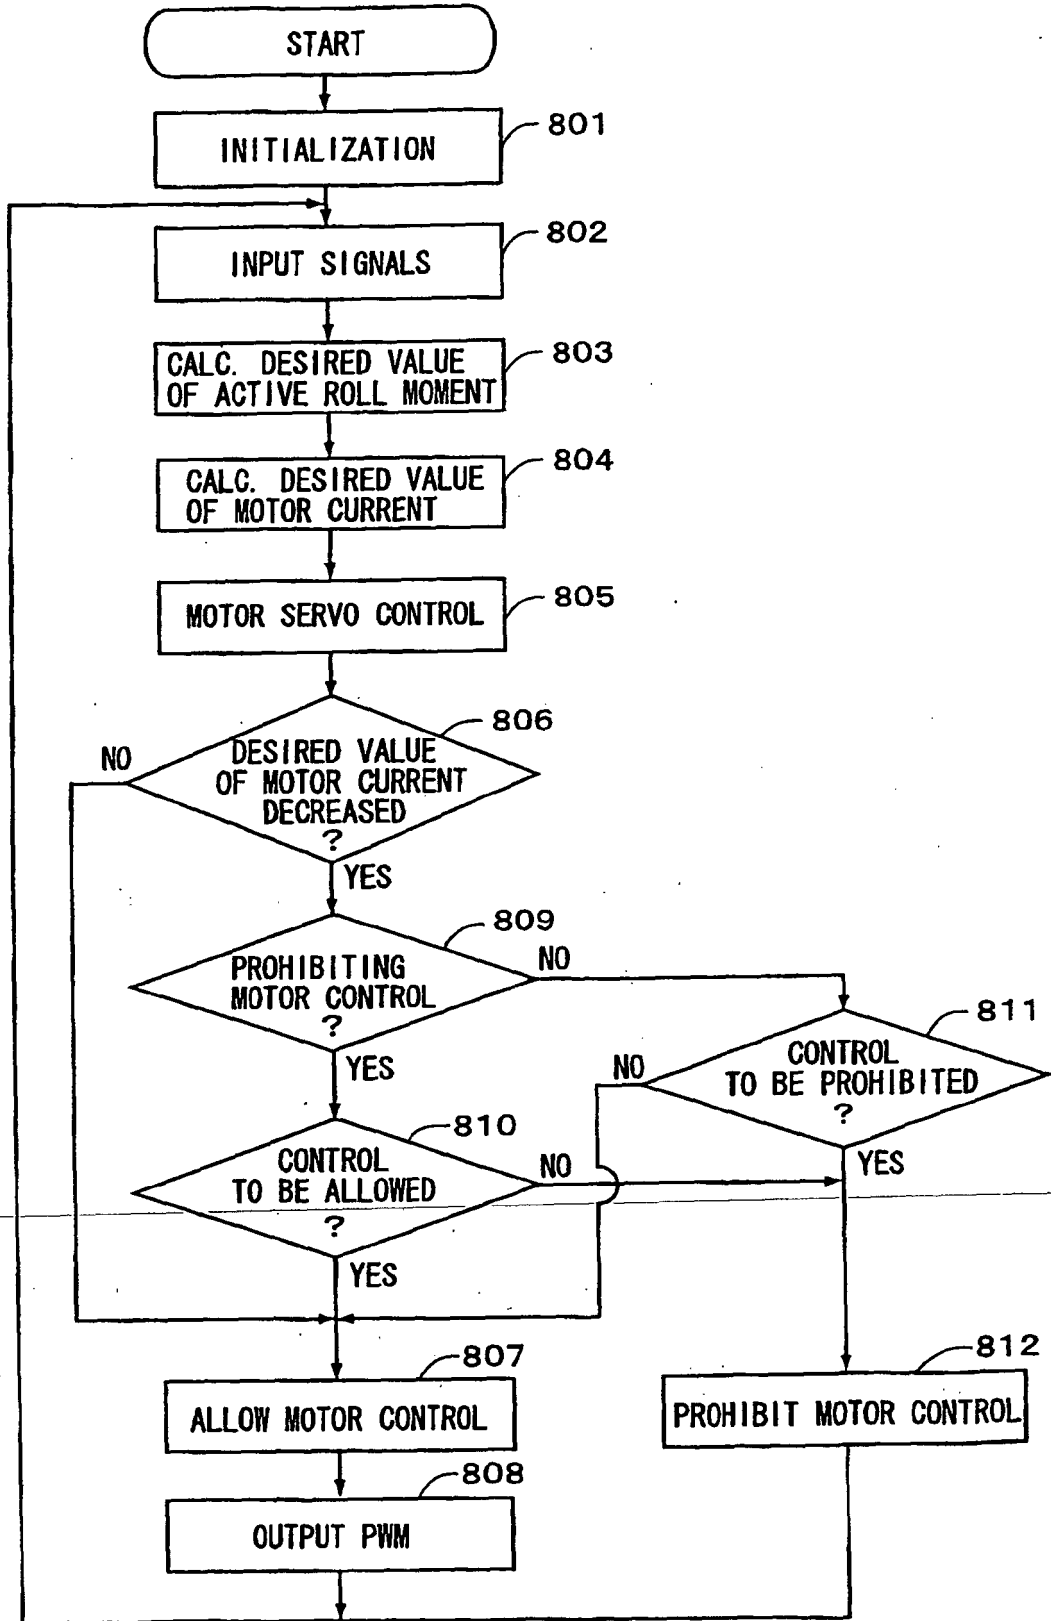 START
801
INITIALIZATION
802
INPUT SIGNALS
803
CALC. DESIRED VALUE
OF ACTIVE ROLL MOMENT
804
CALC. DESIRED VALUE
OF MOTOR CURRENT
805
MOTOR SERVO CONTROL
806
NO
DESIRED VALUE
OF MOTOR CURRENT
DECREASED
?
YES
809
NO
PROHIBITING
MOTOR CONTROL
?
YES
811
NO
CONTROL
TO BE PROHIBITED
?
YES
810
NO
CONTROL
TO BE ALLOWED
?
YES
807
ALLOW MOTOR CONTROL
812
PROHIBIT MOTOR CONTROL
808
OUTPUT PWM